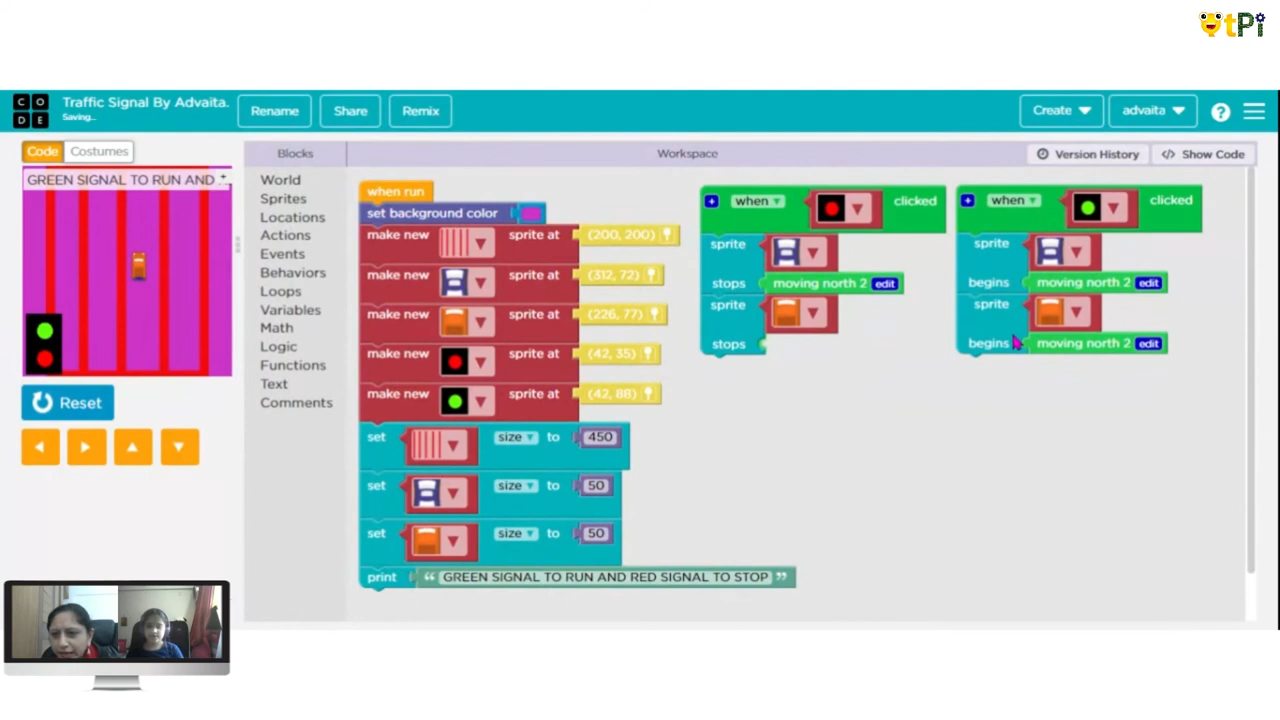 OtPi
CODE
Traffic Signal By Advaita.
Saving...
Rename
Share
Remix
Create
advaita
?
Code
Costumes
Blocks
Workspace
Version History
</> Show Code
GREEN SIGNAL TO RUN AND ...
Reset
World
Sprites
Locations
Actions
Events
Behaviors
Loops
Variables
Math
Logic
Functions
Text
Comments
when run
set background color
make new sprite at (200, 200)
make new sprite at (312, 72)
make new sprite at (226, 77)
make new sprite at (42, 35)
make new sprite at (42, 88)
set size to 450
set size to 50
set size to 50
print “ GREEN SIGNAL TO RUN AND RED SIGNAL TO STOP ”
+ when clicked
sprite
stops moving north 2 edit
sprite
stops
+ when clicked
sprite
begins moving north 2 edit
sprite
begins moving north 2 edit